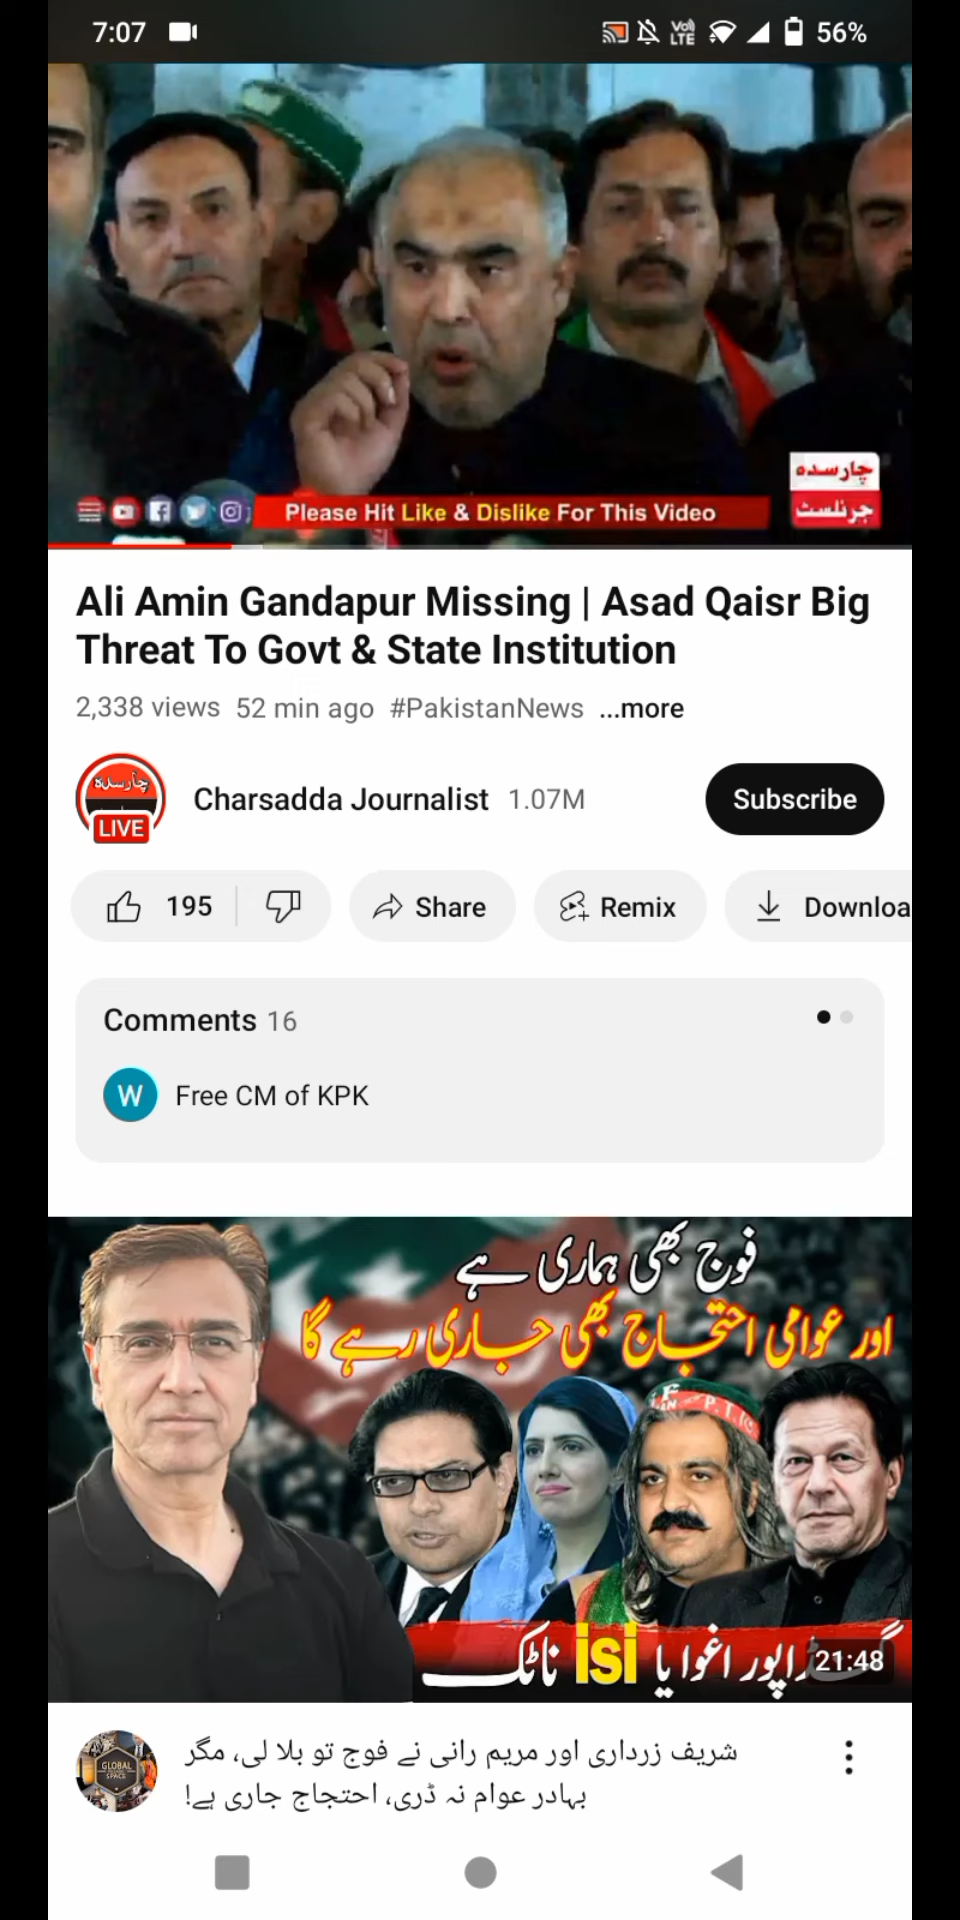 7:07
Vo) LTE
56%
چارسدہ
جرنلسٹ
Please Hit Like & Dislike For This Video
Ali Amin Gandapur Missing | Asad Qaisr Big
Threat To Govt & State Institution
2,338 views 52 min ago #PakistanNews ...more
چارسدہ
LIVE
Charsadda Journalist 1.07M
Subscribe
195
Share
Remix
Downloa
Comments 16
W
Free CM of KPK
فوج بھی ہماری ہے
اور عوامی احتجاج بھی جاری رہے گا
P.T.I
اغوا یا isi ناٹک
21:48
GLOBAL
SPACE
شریف زرداری اور مریم رانی نے فوج تو بلا لی، مگر
بہادر عوام نہ ڈری، احتجاج جاری ہے!